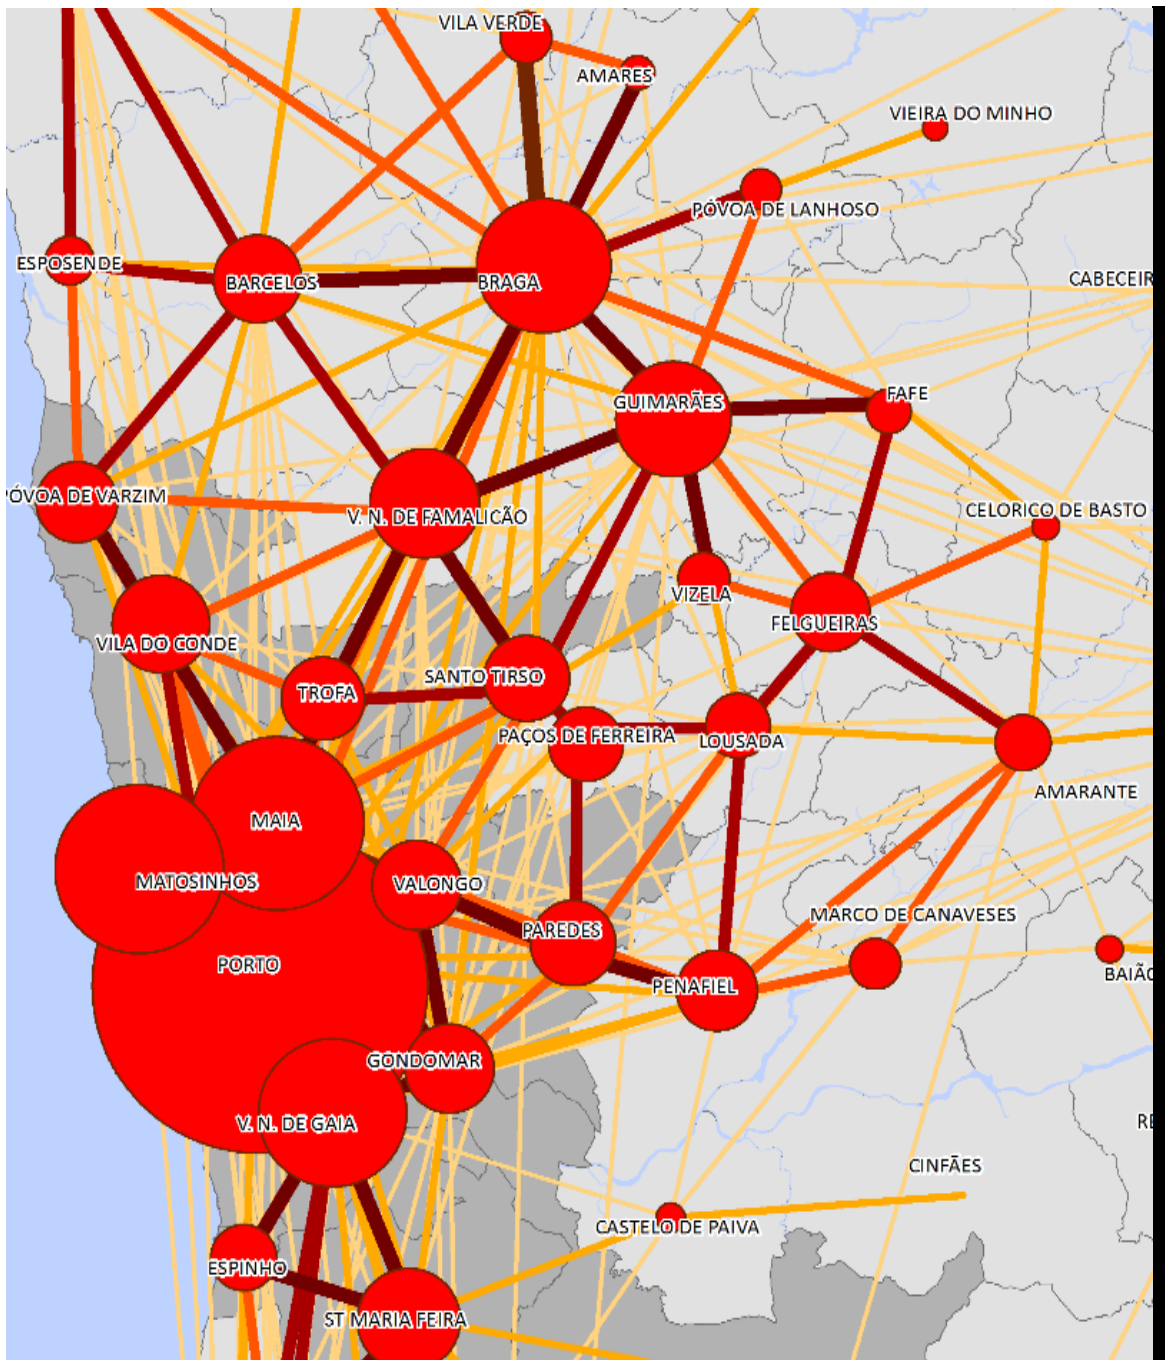 VILA VERDE
AMARES
VIEIRA DO MINHO
PÓVOA DE LANHOSO
ESPOSENDE
BARCELOS
BRAGA
CABECEIR
GUIMARÃES
FAFE
PÓVOA DE VARZIM
V. N. DE FAMALICÃO
CELORICO DE BASTO
VIZELA
FELGUEIRAS
VILA DO CONDE
SANTO TIRSO
TROFA
PAÇOS DE FERREIRA
LOUSADA
AMARANTE
MAIA
MATOSINHOS
VALONGO
MARCO DE CANAVESES
PAREDES
PORTO
PENAFIEL
BAIÃO
GONDOMAR
V. N. DE GAIA
RE
CINFÃES
CASTELO DE PAIVA
ESPINHO
ST MARIA FEIRA